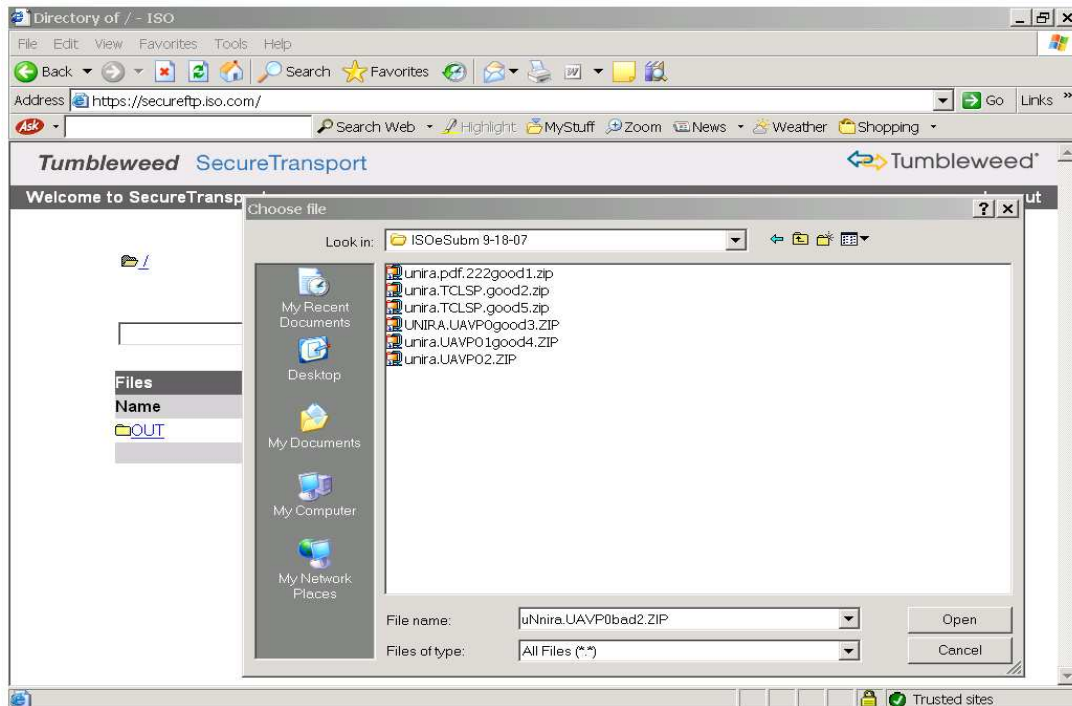 Directory of / - ISO
File Edit View Favorites Tools Help
Back Search Favorites
Address https://secureftp.iso.com/ Go Links »
Ask Search Web Highlight MyStuff Zoom News Weather Shopping
Tumbleweed SecureTransport Tumbleweed
Welcome to SecureTransp ut
Choose file
Look in: ISOeSubm 9-18-07
/
My Recent Documents
Desktop
My Documents
My Computer
My Network Places
unira.pdf.222good1.zip
unira.TCLSP.good2.zip
unira.TCLSP.good5.zip
UNIRA.UAVP0good3.ZIP
unira.UAVP01good4.ZIP
unira.UAVP02.ZIP
Files
Name
OUT
File name: uNnira.UAVP0bad2.ZIP Open
Files of type: All Files (*.*) Cancel
Trusted sites